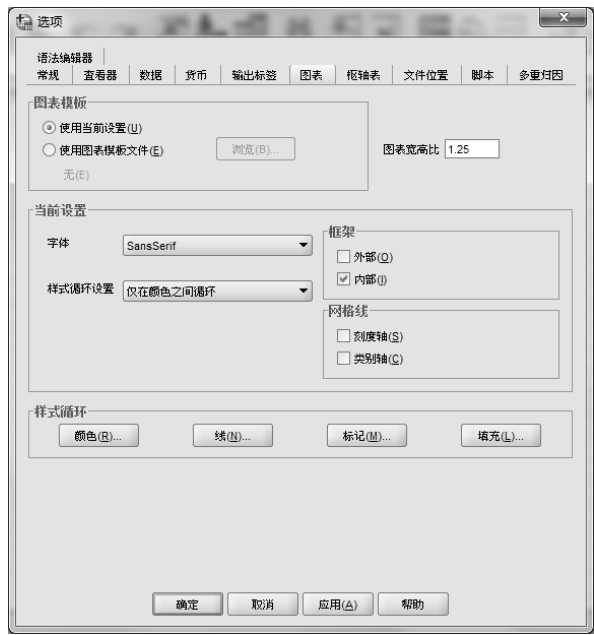 选项
语法编辑器
常规 查看器 数据 货币 输出标签 图表 枢轴表 文件位置 脚本 多重归因
图表模板
使用当前设置(U)
使用图表模板文件(E) 浏览(B)... 图表宽高比 1.25
无(E)
当前设置
字体 SansSerif
框架
外部(O)
内部(I)
样式循环设置 仅在颜色之间循环
网格线
刻度轴(S)
类别轴(C)
样式循环
颜色(R)... 线(N)... 标记(M)... 填充(L)...
确定 取消 应用(A) 帮助